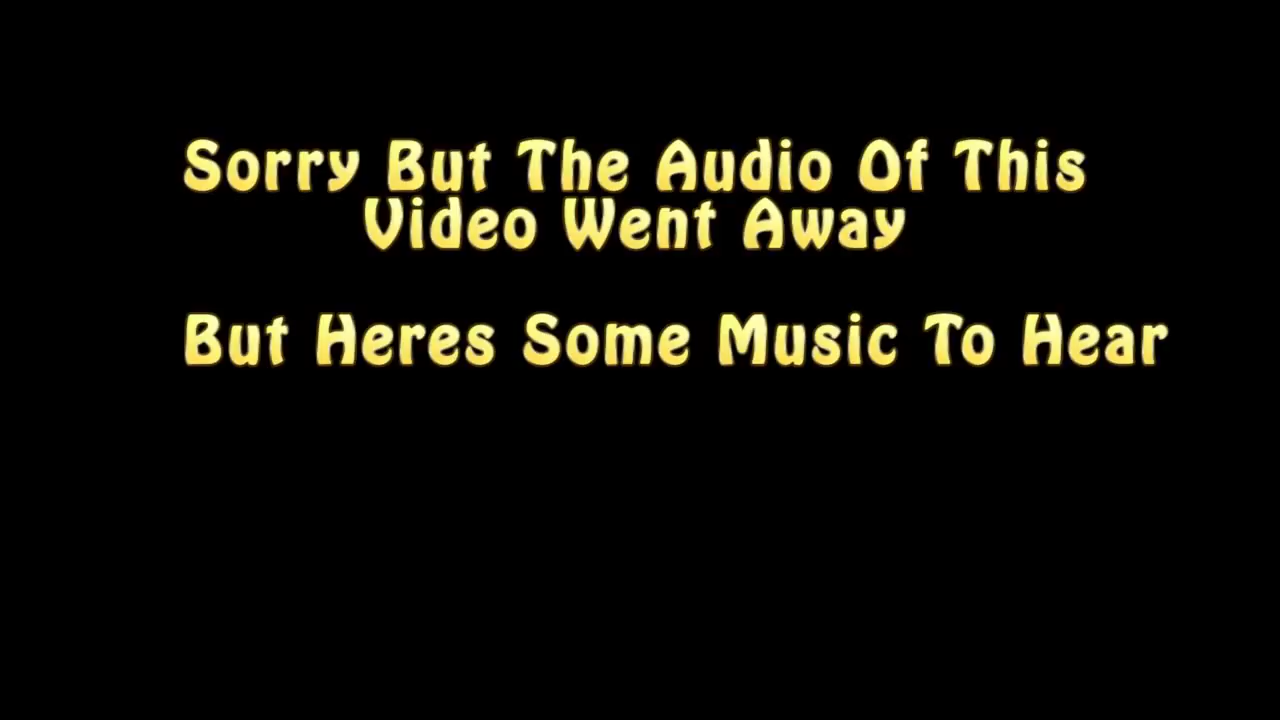 Sorry But The Audio Of This
Video Went Away
But Heres Some Music To Hear